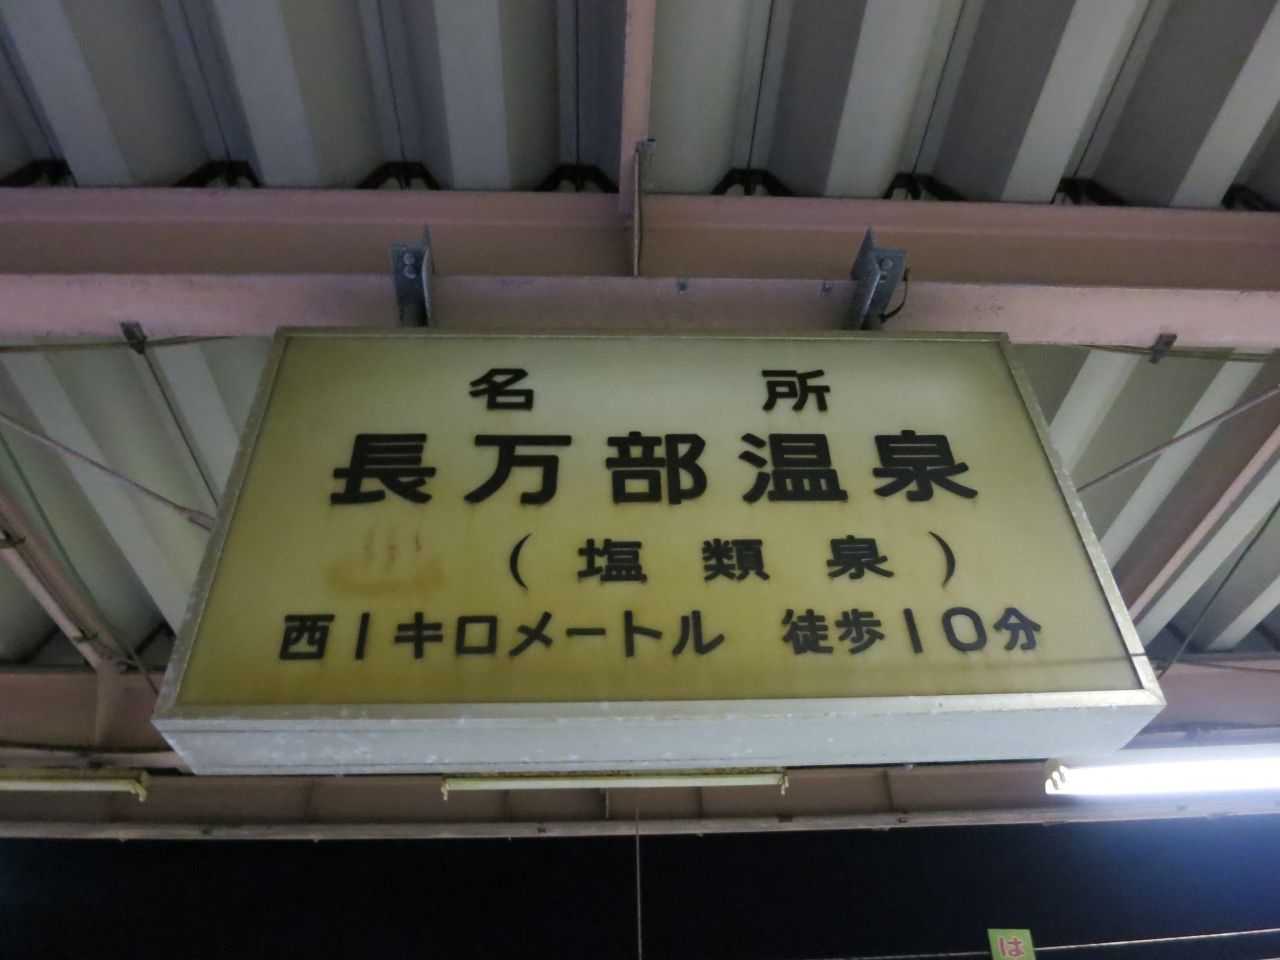 名所
長万部温泉
♨ (塩類泉)
西1キロメートル 徒歩10分
は